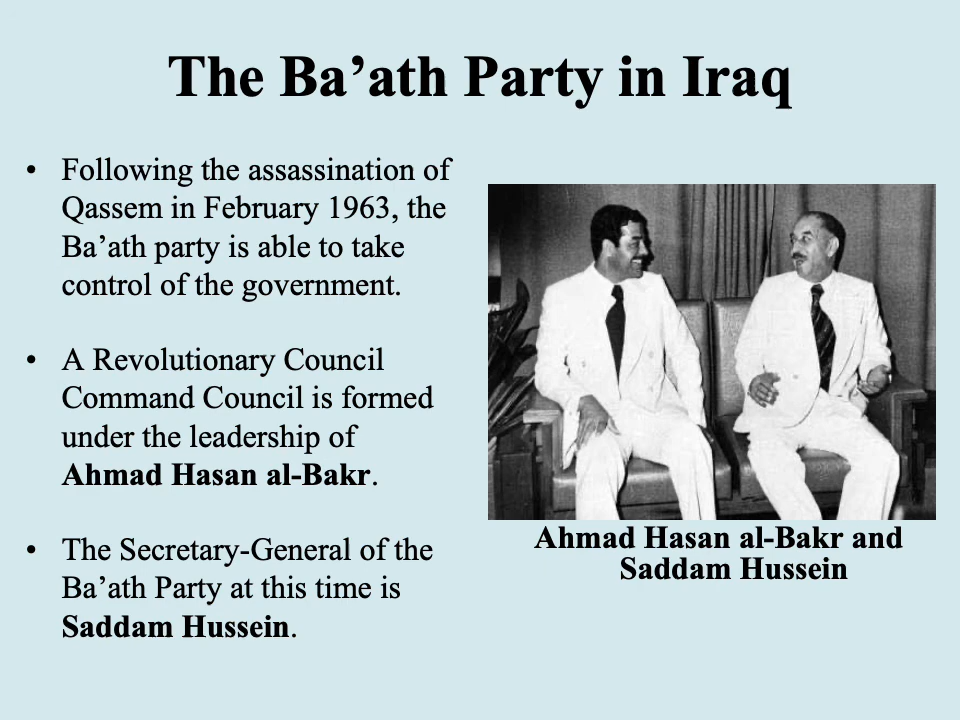 The Ba’ath Party in Iraq
• Following the assassination of
Qassem in February 1963, the
Ba’ath party is able to take
control of the government.
• A Revolutionary Council
Command Council is formed
under the leadership of
Ahmad Hasan al-Bakr.
• The Secretary-General of the
Ba’ath Party at this time is
Saddam Hussein.
Ahmad Hasan al-Bakr and
Saddam Hussein